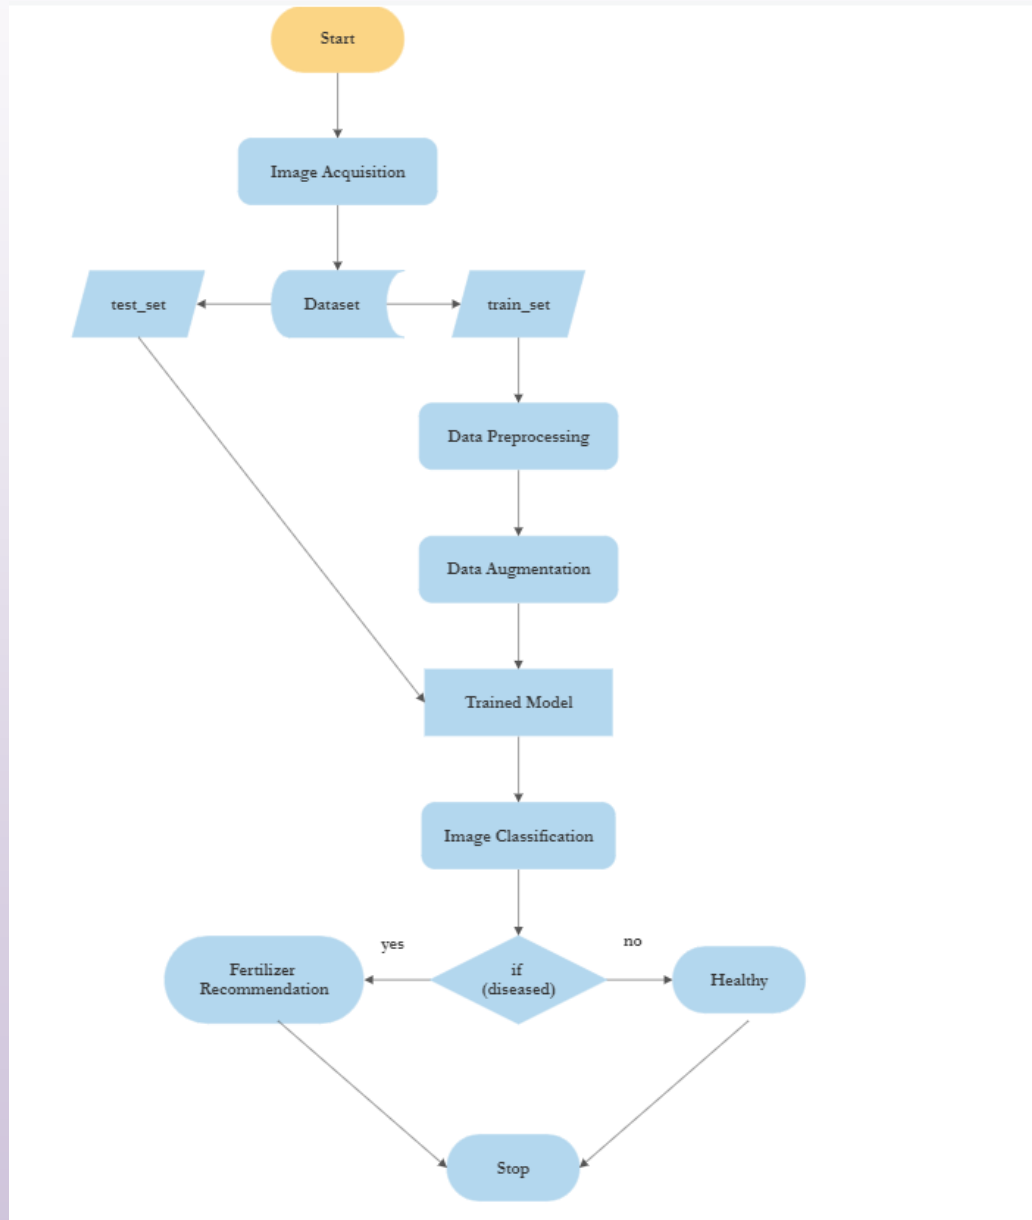 Start
Image Acquisition
test_set
Dataset
train_set
Data Preprocessing
Data Augmentation
Trained Model
Image Classification
yes
no
Fertilizer
Recommendation
if
(diseased)
Healthy
Stop